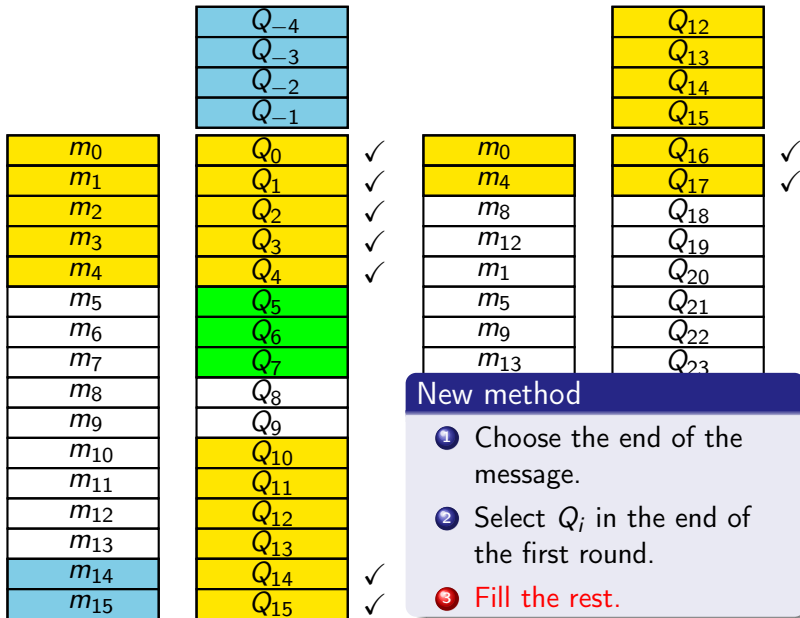 Q₋₄
Q₋₃
Q₋₂
Q₋₁
m₀ Q₀ ✓
m₁ Q₁ ✓
m₂ Q₂ ✓
m₃ Q₃ ✓
m₄ Q₄ ✓
m₅ Q₅
m₆ Q₆
m₇ Q₇
m₈ Q₈
m₉ Q₉
m₁₀ Q₁₀
m₁₁ Q₁₁
m₁₂ Q₁₂
m₁₃ Q₁₃
m₁₄ Q₁₄ ✓
m₁₅ Q₁₅ ✓
Q₁₂
Q₁₃
Q₁₄
Q₁₅
m₀ Q₁₆ ✓
m₄ Q₁₇ ✓
m₈ Q₁₈
m₁₂ Q₁₉
m₁ Q₂₀
m₅ Q₂₁
m₉ Q₂₂
m₁₃ Q₂₃
New method
1 Choose the end of the
message.
2 Select Qᵢ in the end of
the first round.
3 Fill the rest.